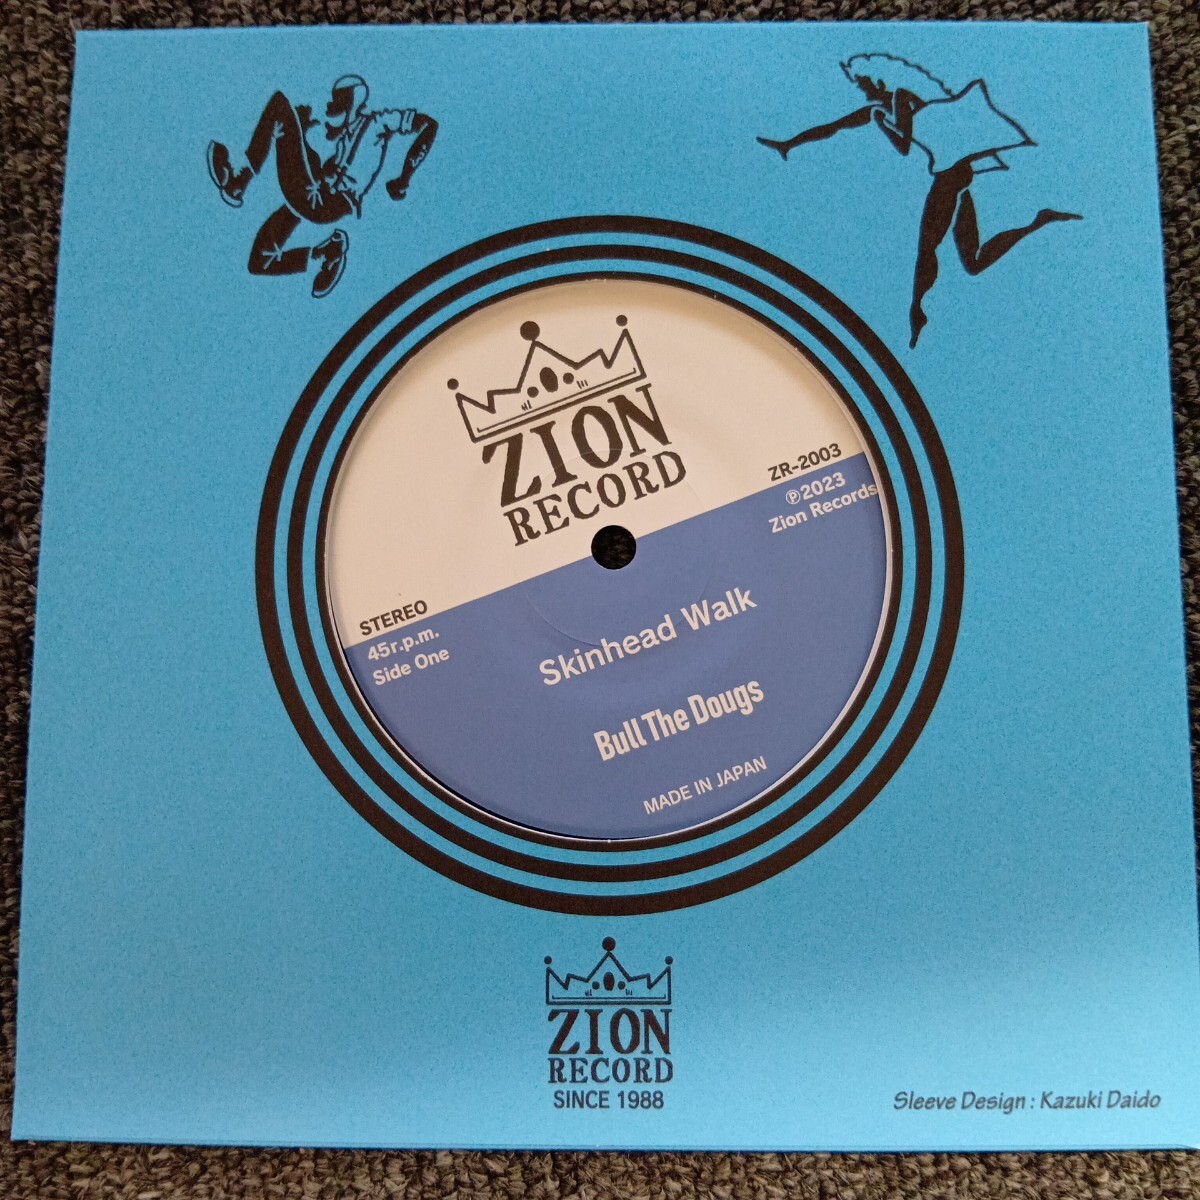 ZION
RECORD
ZR-2003
℗2023
Zion Records
STEREO
45r.p.m.
Side One
Skinhead Walk
Bull The Dougs
MADE IN JAPAN
ZION
RECORD
SINCE 1988
Sleeve Design : Kazuki Daido